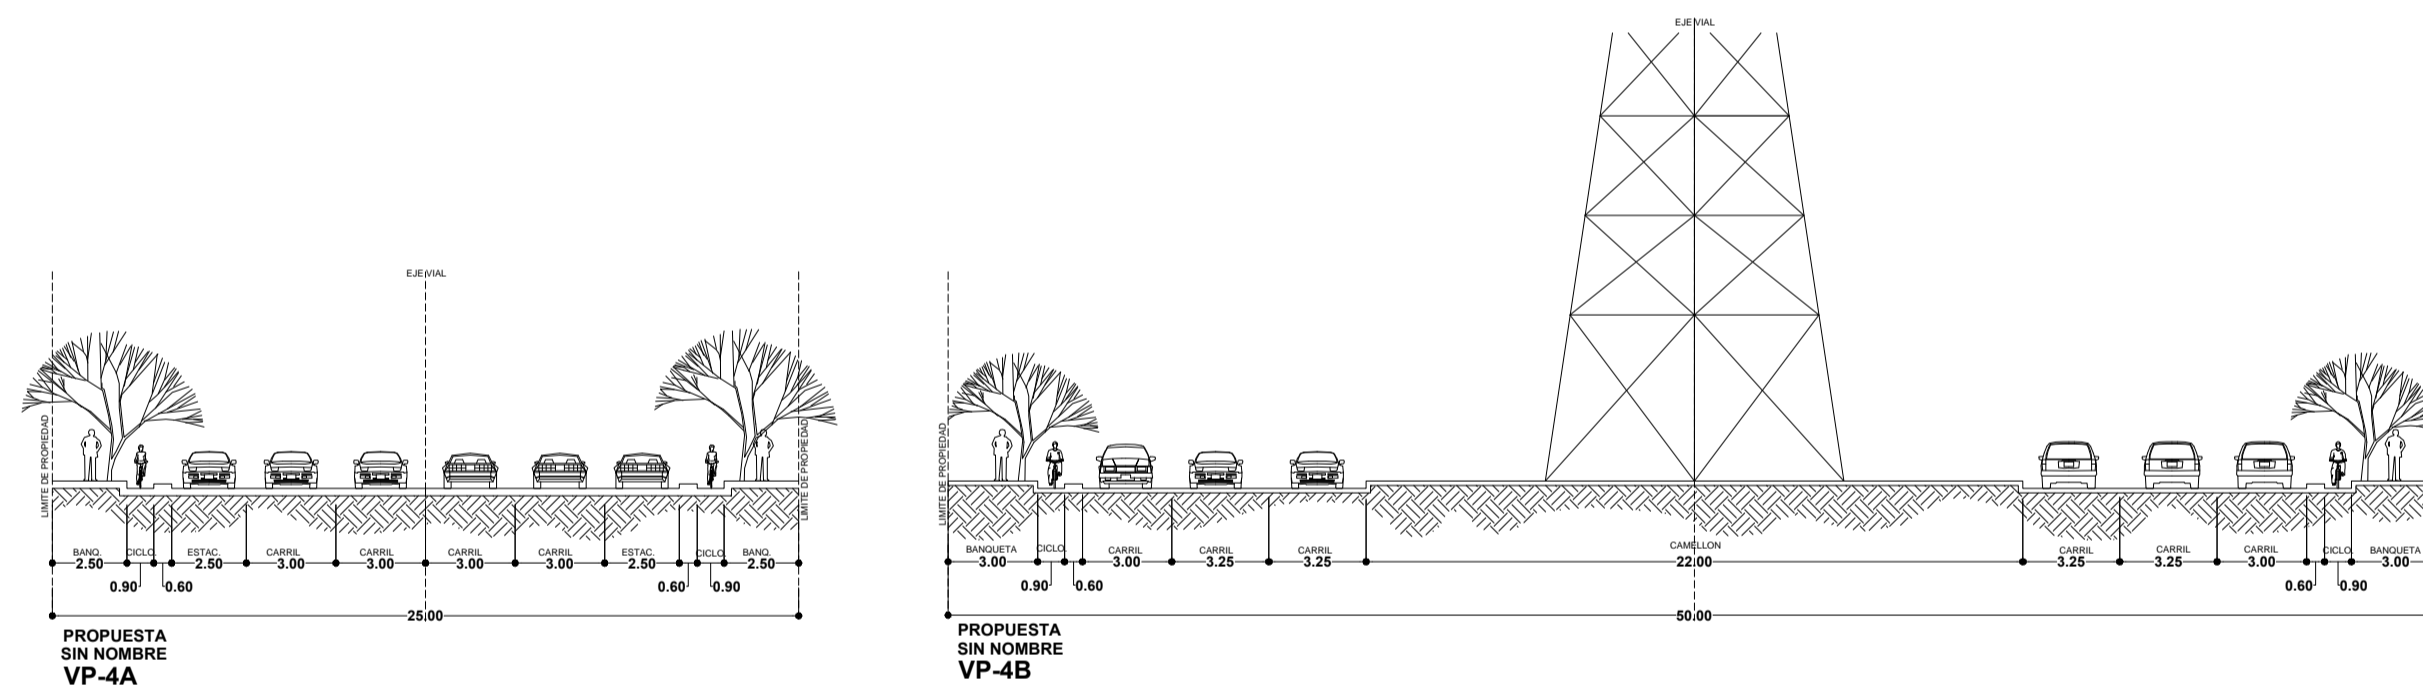 EJE VIAL
LIMITE DE PROPIEDAD
LIMITE DE PROPIEDAD
BANQ. CICLO. ESTAC. CARRIL CARRIL CARRIL CARRIL ESTAC. CICLO. BANQ.
2.50 2.50 3.00 3.00 3.00 3.00 2.50 2.50
0.90 0.60 0.60 0.90
25.00
PROPUESTA
SIN NOMBRE
VP-4A
EJE VIAL
LIMITE DE PROPIEDAD
BANQUETA CICLO. CARRIL CARRIL CARRIL CAMELLON CARRIL CARRIL CARRIL CICLO. BANQUETA
3.00 3.00 3.25 3.25 22.00 3.25 3.25 3.00 3.00
0.90 0.60 0.60 0.90
50.00
PROPUESTA
SIN NOMBRE
VP-4B